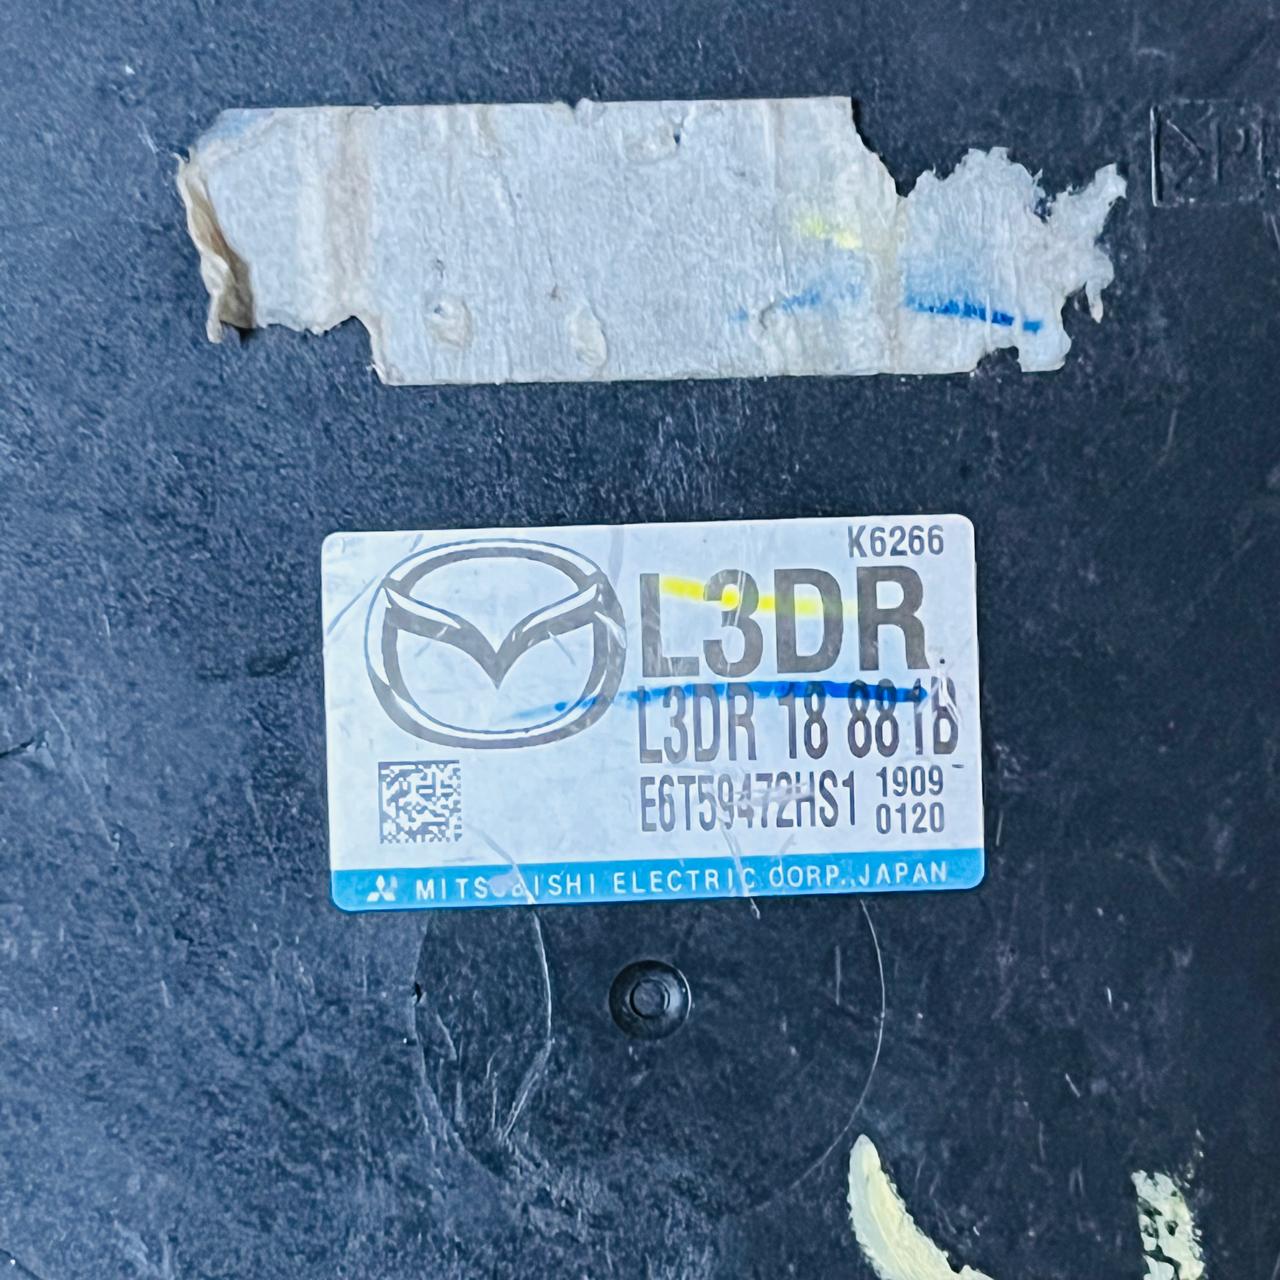 K6266
L3DR
L3DR 18 881B
E6T59472HS1 1909
0120
MITSUBISHI ELECTRIC CORP. JAPAN